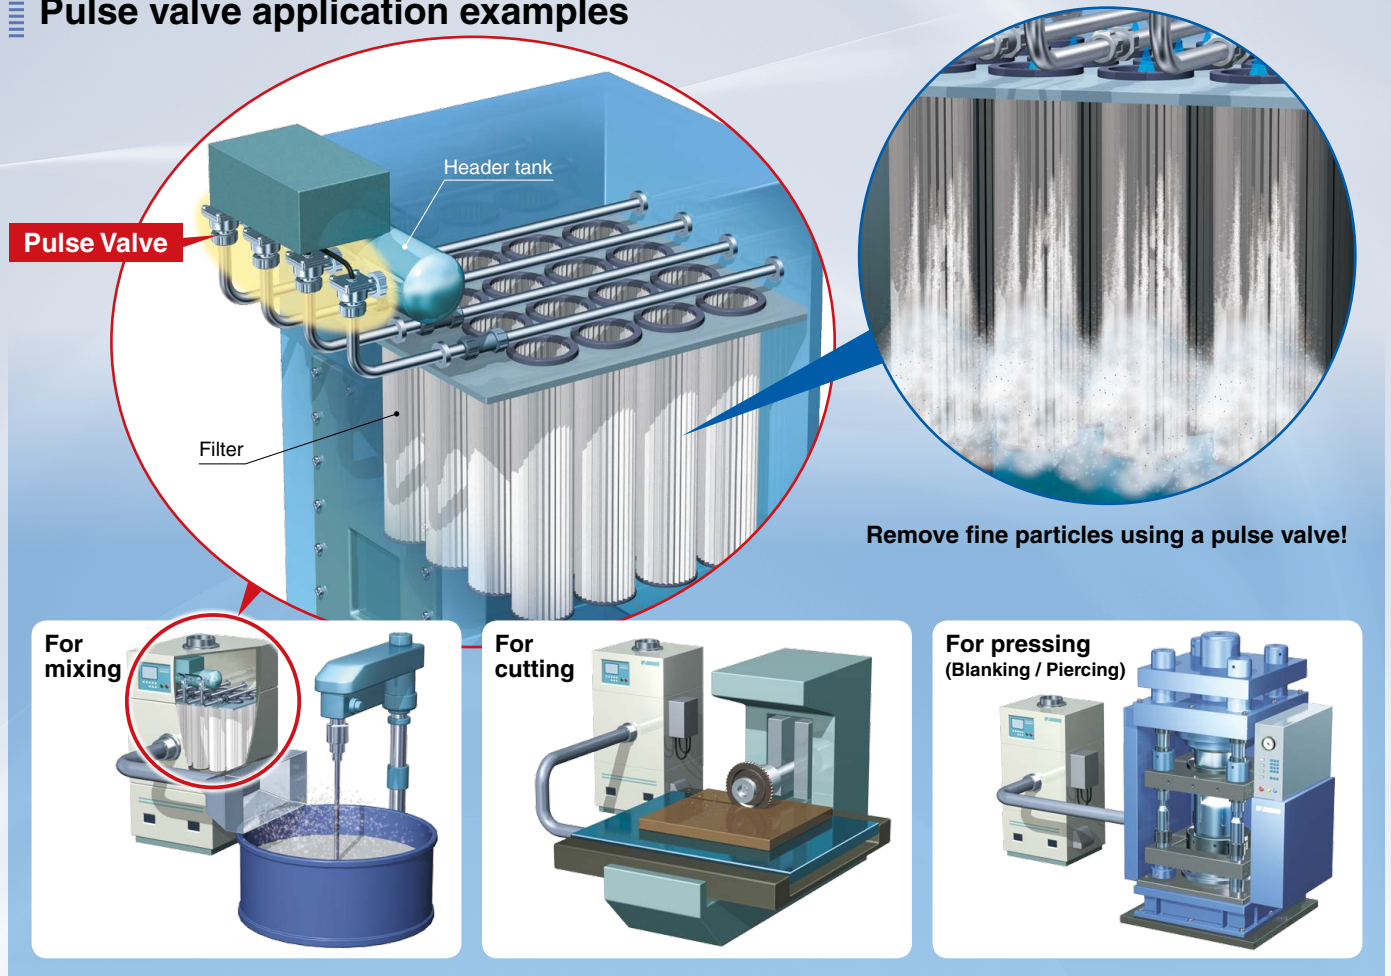 Pulse valve application examples
Header tank
Pulse Valve
Filter
Remove fine particles using a pulse valve!
For
mixing
For
cutting
For pressing
(Blanking / Piercing)